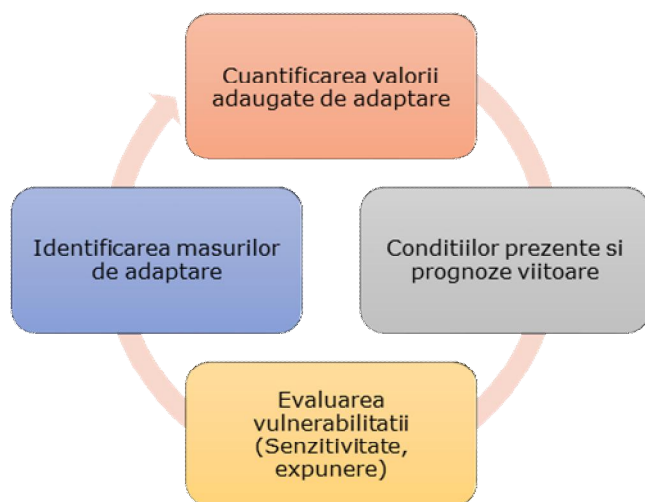 Cuantificarea valorii
adaugate de adaptare
Identificarea masurilor
de adaptare
Conditiilor prezente si
prognoze viitoare
Evaluarea
vulnerabilitatii
(Senzitivitate,
expunere)